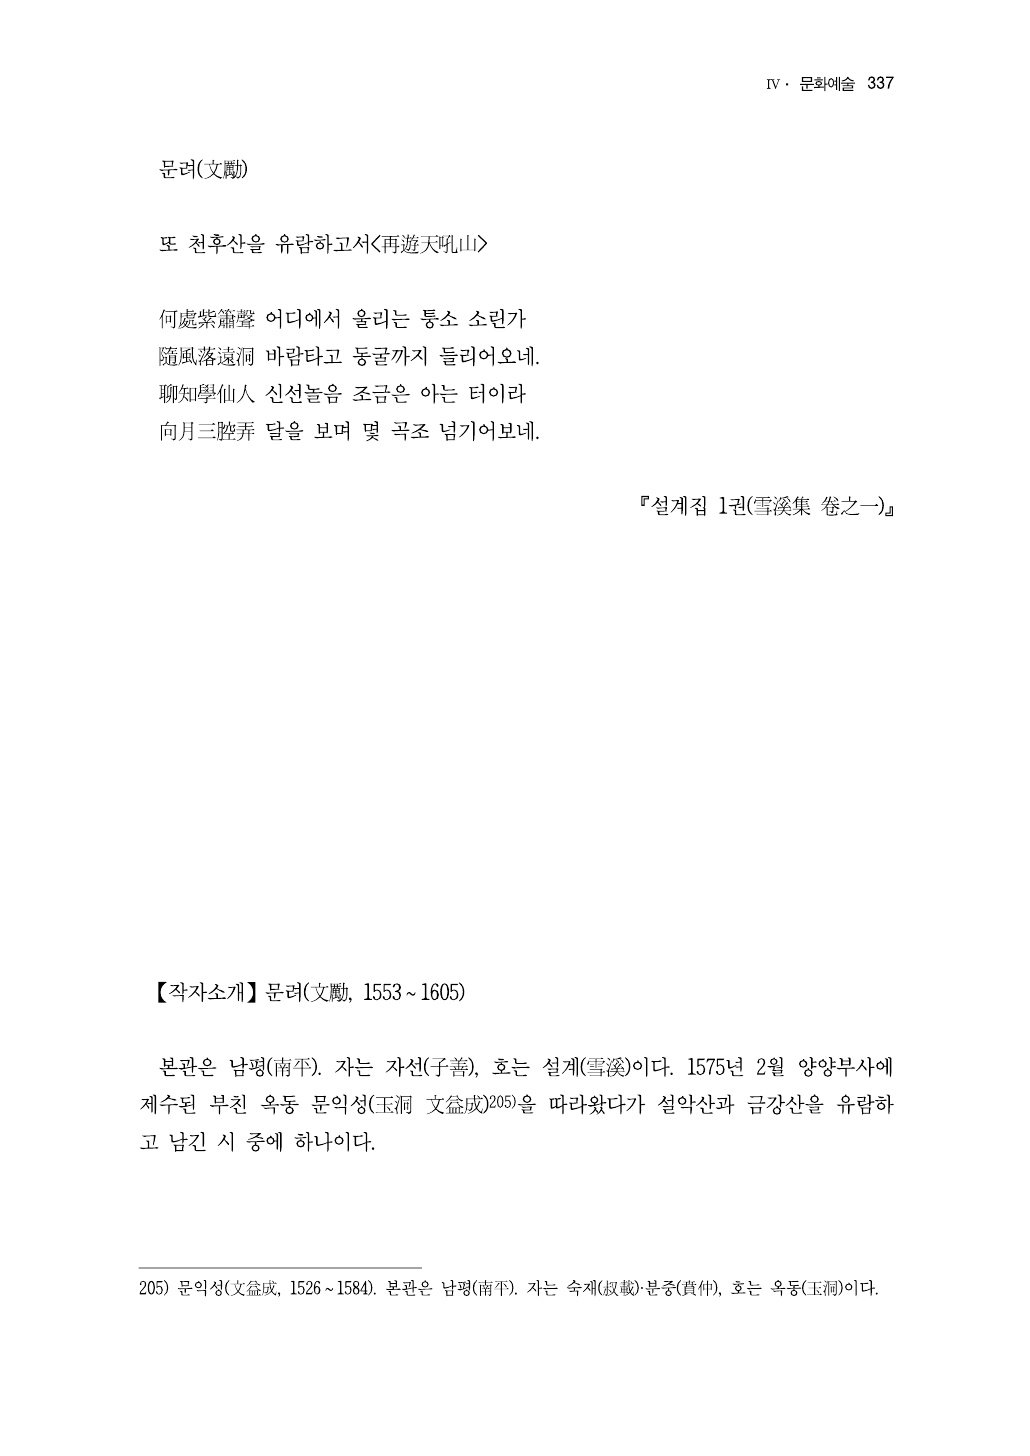 Ⅳ· 문화예술 337
문려(文勵)
또 천후산을 유람하고서<再遊天吼山>
何處紫簫聲 어디에서 울리는 퉁소 소린가
隨風落遠洞 바람타고 동굴까지 들리어오네.
聊知學仙人 신선놀음 조금은 아는 터이라
向月三腔弄 달을 보며 몇 곡조 넘기어보네.
『설계집 1권(雪溪集 卷之一)』
【작자소개】 문려(文勵, 1553~1605)
본관은 남평(南平). 자는 자선(子善), 호는 설계(雪溪)이다. 1575년 2월 양양부사에
제수된 부친 옥동 문익성(玉洞 文益成)205)을 따라왔다가 설악산과 금강산을 유람하
고 남긴 시 중에 하나이다.
205) 문익성(文益成, 1526~1584). 본관은 남평(南平). 자는 숙재(叔載)·분중(賁仲), 호는 옥동(玉洞)이다.